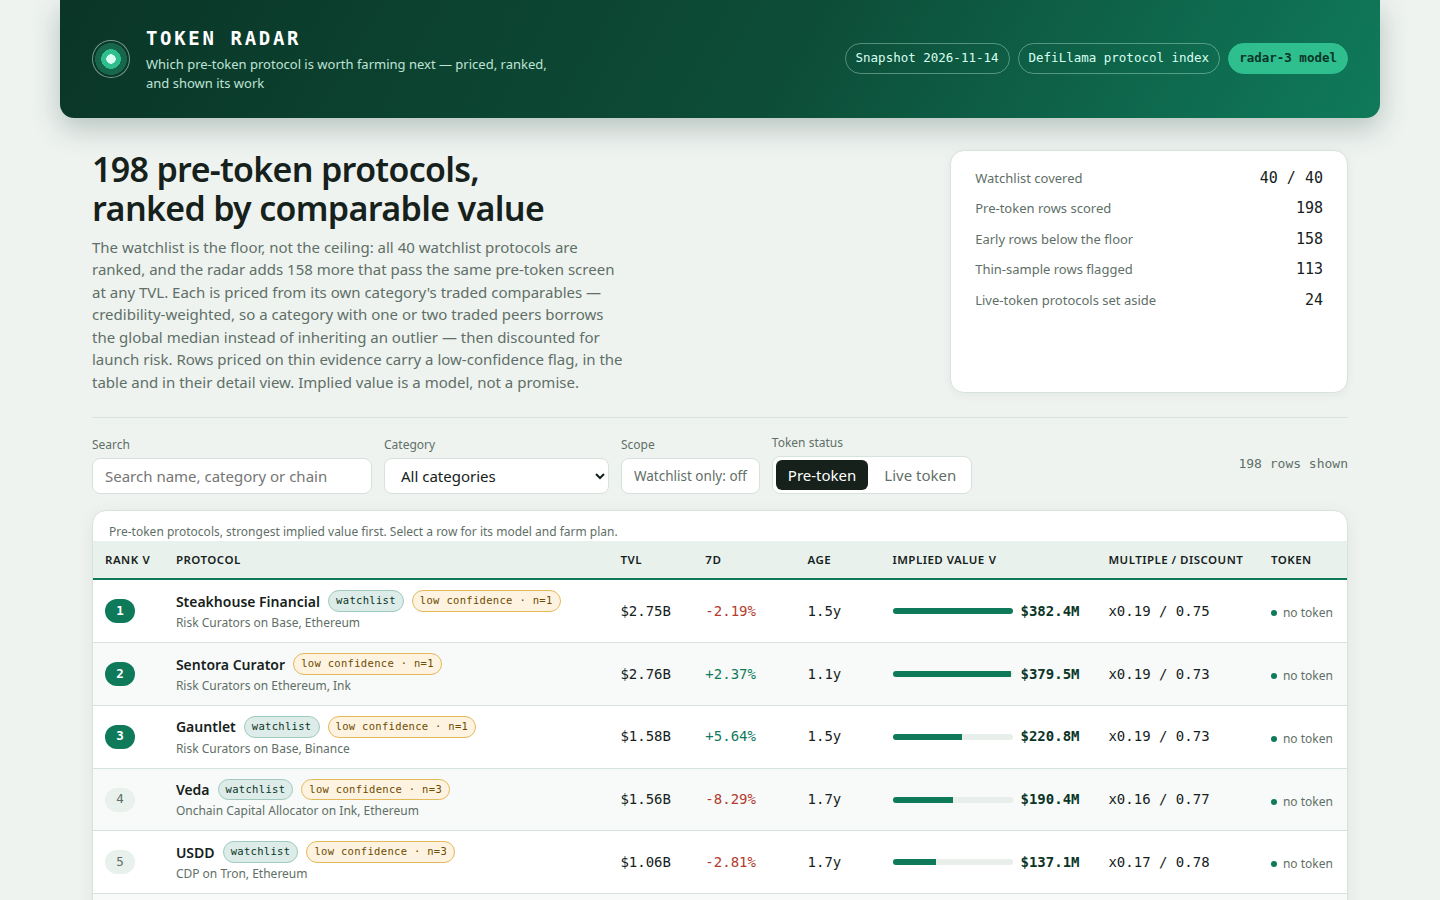 TOKEN RADAR
Which pre-token protocol is worth farming next — priced, ranked,
and shown its work
Snapshot 2026-11-14
DefiLlama protocol index
radar-3 model
198 pre-token protocols,
ranked by comparable value
The watchlist is the floor, not the ceiling: all 40 watchlist protocols are
ranked, and the radar adds 158 more that pass the same pre-token screen
at any TVL. Each is priced from its own category's traded comparables —
credibility-weighted, so a category with one or two traded peers borrows
the global median instead of inheriting an outlier — then discounted for
launch risk. Rows priced on thin evidence carry a low-confidence flag, in the
table and in their detail view. Implied value is a model, not a promise.
Watchlist covered 40 / 40
Pre-token rows scored 198
Early rows below the floor 158
Thin-sample rows flagged 113
Live-token protocols set aside 24
Search Category Scope Token status
Search name, category or chain All categories Watchlist only: off Pre-token Live token 198 rows shown
Pre-token protocols, strongest implied value first. Select a row for its model and farm plan.
RANK V PROTOCOL TVL 7D AGE IMPLIED VALUE V MULTIPLE / DISCOUNT TOKEN
1 Steakhouse Financial watchlist low confidence · n=1 $2.75B -2.19% 1.5y $382.4M x0.19 / 0.75 no token
Risk Curators on Base, Ethereum
2 Sentora Curator low confidence · n=1 $2.76B +2.37% 1.1y $379.5M x0.19 / 0.73 no token
Risk Curators on Ethereum, Ink
3 Gauntlet watchlist low confidence · n=1 $1.58B +5.64% 1.5y $220.8M x0.19 / 0.73 no token
Risk Curators on Base, Binance
4 Veda watchlist low confidence · n=3 $1.56B -8.29% 1.7y $190.4M x0.16 / 0.77 no token
Onchain Capital Allocator on Ink, Ethereum
5 USDD watchlist low confidence · n=3 $1.06B -2.81% 1.7y $137.1M x0.17 / 0.78 no token
CDP on Tron, Ethereum